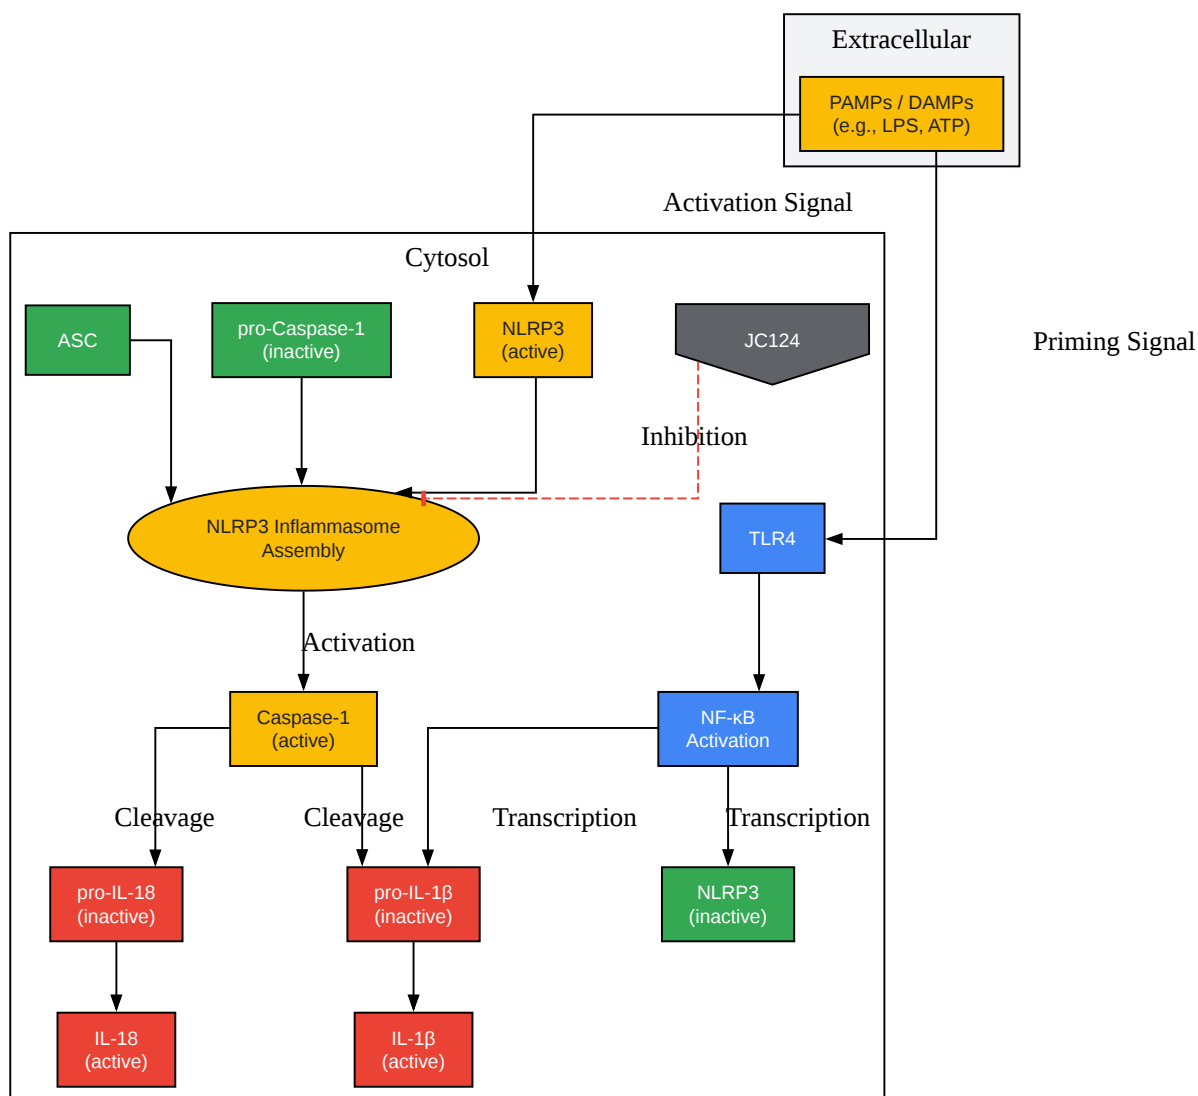 Extracellular
PAMPs / DAMPs
(e.g., LPS, ATP)
Activation Signal
Cytosol
ASC
pro-Caspase-1
(inactive)
NLRP3
(active)
JC124
Priming Signal
Inhibition
NLRP3 Inflammasome
Assembly
TLR4
Activation
Caspase-1
(active)
NF-κB
Activation
Cleavage
Cleavage
Transcription
Transcription
pro-IL-18
(inactive)
pro-IL-1β
(inactive)
NLRP3
(inactive)
IL-18
(active)
IL-1β
(active)